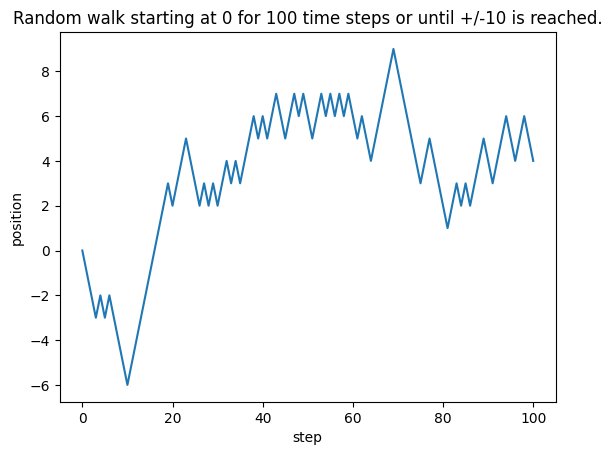 Random walk starting at 0 for 100 time steps or until +/-10 is reached.
8
6
4
2
0
−2
−4
−6
position
0 20 40 60 80 100
step